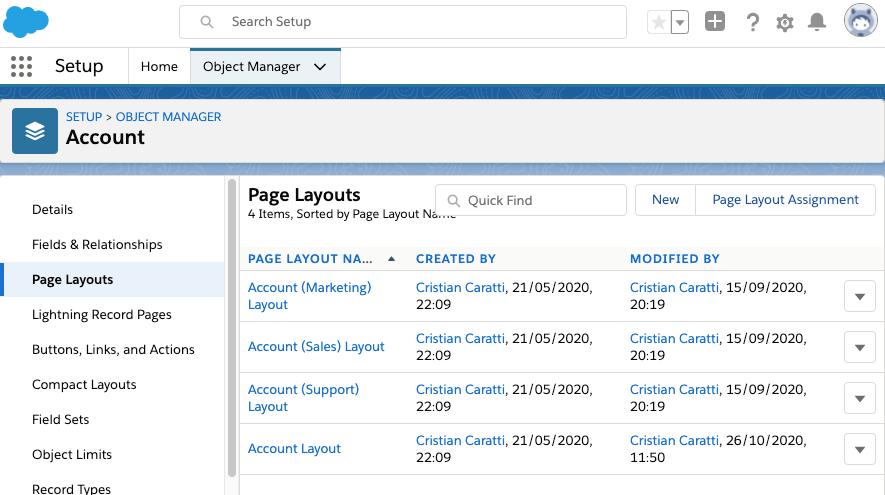 Search Setup
Setup
Home
Object Manager
SETUP > OBJECT MANAGER
Account
Details
Fields & Relationships
Page Layouts
Lightning Record Pages
Buttons, Links, and Actions
Compact Layouts
Field Sets
Object Limits
Record Types
Page Layouts
4 Items, Sorted by Page Layout Name
Quick Find
New
Page Layout Assignment
PAGE LAYOUT NA...
CREATED BY
MODIFIED BY
Account (Marketing)
Layout
Cristian Caratti, 21/05/2020,
22:09
Cristian Caratti, 15/09/2020,
20:19
Account (Sales) Layout
Cristian Caratti, 21/05/2020,
22:09
Cristian Caratti, 15/09/2020,
20:19
Account (Support)
Layout
Cristian Caratti, 21/05/2020,
22:09
Cristian Caratti, 15/09/2020,
20:19
Account Layout
Cristian Caratti, 21/05/2020,
22:09
Cristian Caratti, 26/10/2020,
11:50